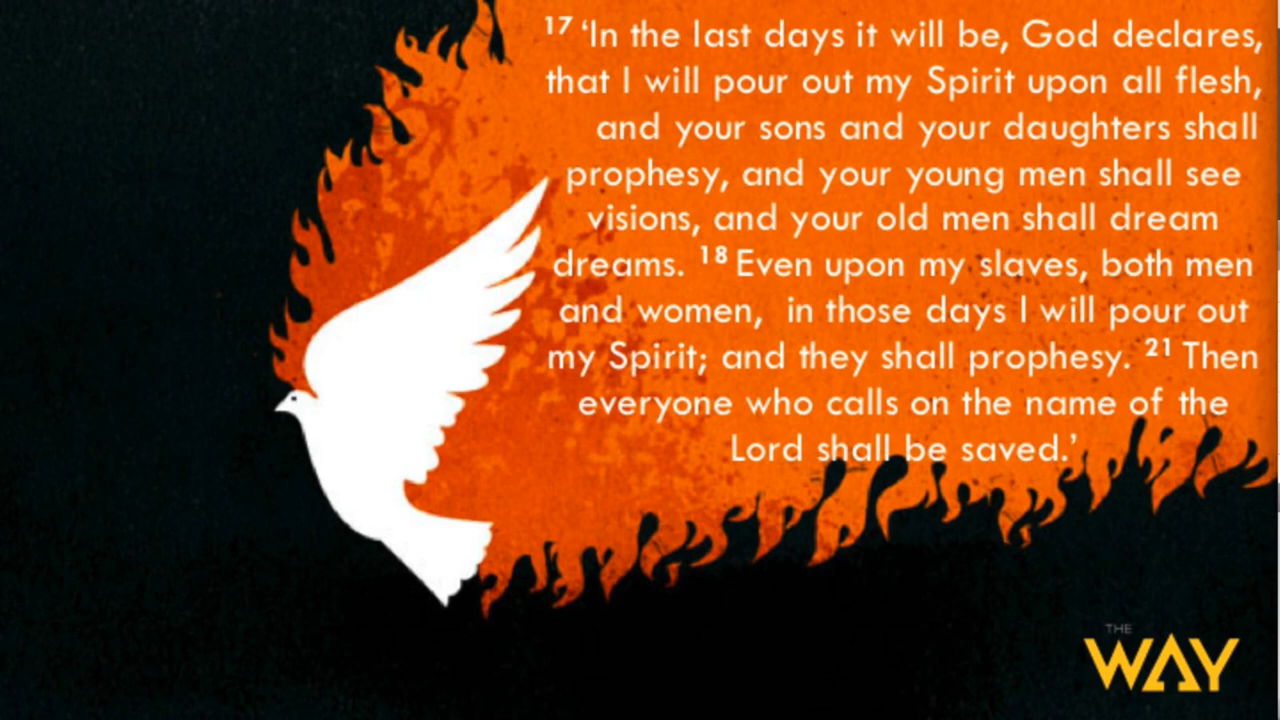 17 ‘In the last days it will be, God declares,
that I will pour out my Spirit upon all flesh,
and your sons and your daughters shall
prophesy, and your young men shall see
visions, and your old men shall dream
dreams. 18 Even upon my slaves, both men
and women, in those days I will pour out
my Spirit; and they shall prophesy. 21 Then
everyone who calls on the name of the
Lord shall be saved.’
THE
WAY